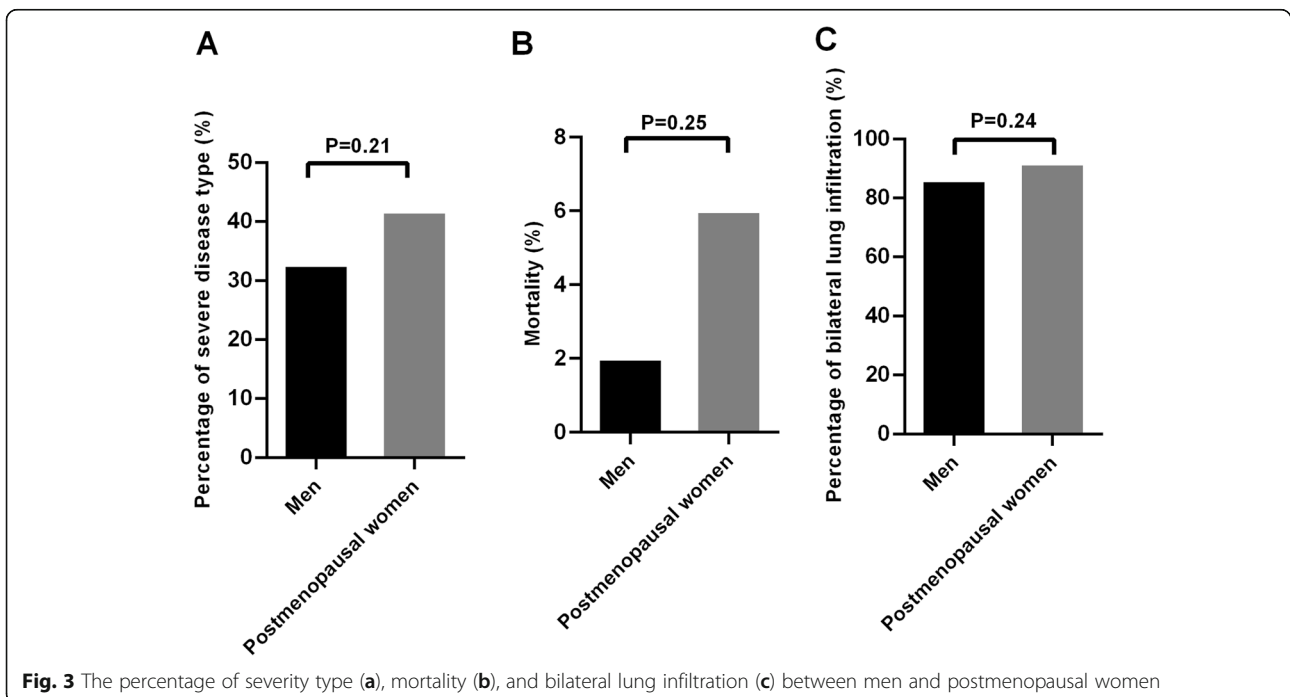 A
Percentage of severe disease type (%)
50
40
30
20
10
0
P=0.21
Men
Postmenopausal women
B
Mortality (%)
8
6
4
2
0
P=0.25
Men
Postmenopausal women
C
Percentage of bilateral lung infiltration (%)
100
80
60
40
20
0
P=0.24
Men
Postmenopausal women
Fig. 3 The percentage of severity type (a), mortality (b), and bilateral lung infiltration (c) between men and postmenopausal women